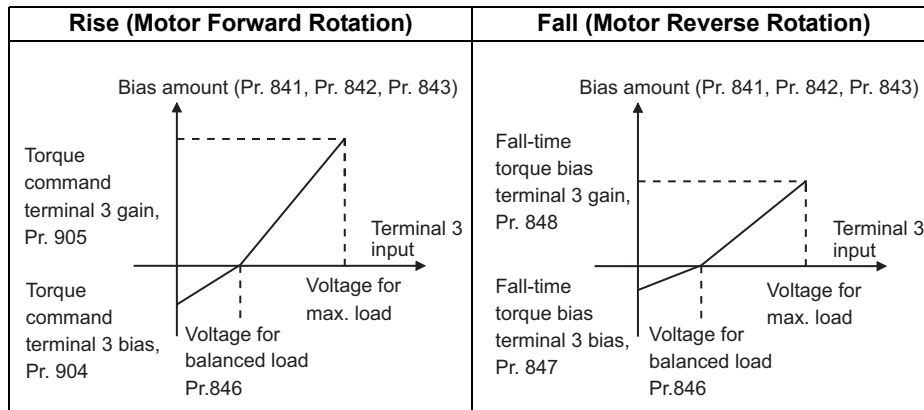 Rise (Motor Forward Rotation)
Bias amount (Pr. 841, Pr. 842, Pr. 843)
Torque
command
terminal 3 gain,
Pr. 905
Terminal 3
input
Torque
command
terminal 3 bias,
Pr. 904
Voltage for
balanced load
Pr.846
Voltage for
max. load
Fall (Motor Reverse Rotation)
Bias amount (Pr. 841, Pr. 842, Pr. 843)
Fall-time
torque bias
terminal 3 gain,
Pr. 848
Terminal 3
input
Fall-time
torque bias
terminal 3 bias,
Pr. 847
Voltage for
balanced load
Pr.846
Voltage for
max. load